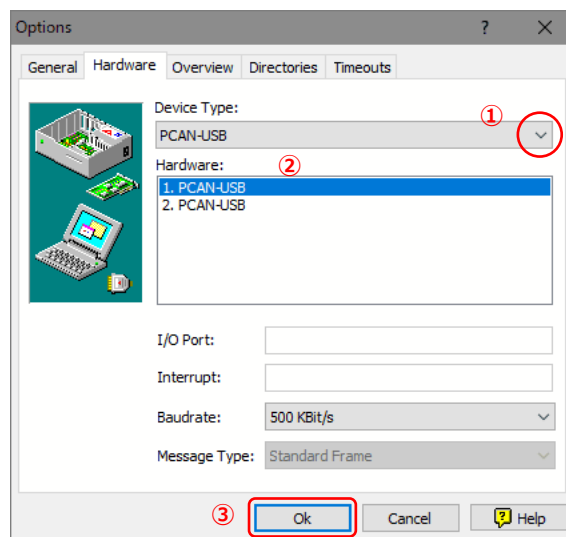 Options ? ×
General Hardware Overview Directories Timeouts
Device Type:
①
PCAN-USB
Hardware: ②
1. PCAN-USB
2. PCAN-USB
I/O Port:
Interrupt:
Baudrate: 500 KBit/s
Message Type: Standard Frame
③ Ok Cancel ? Help